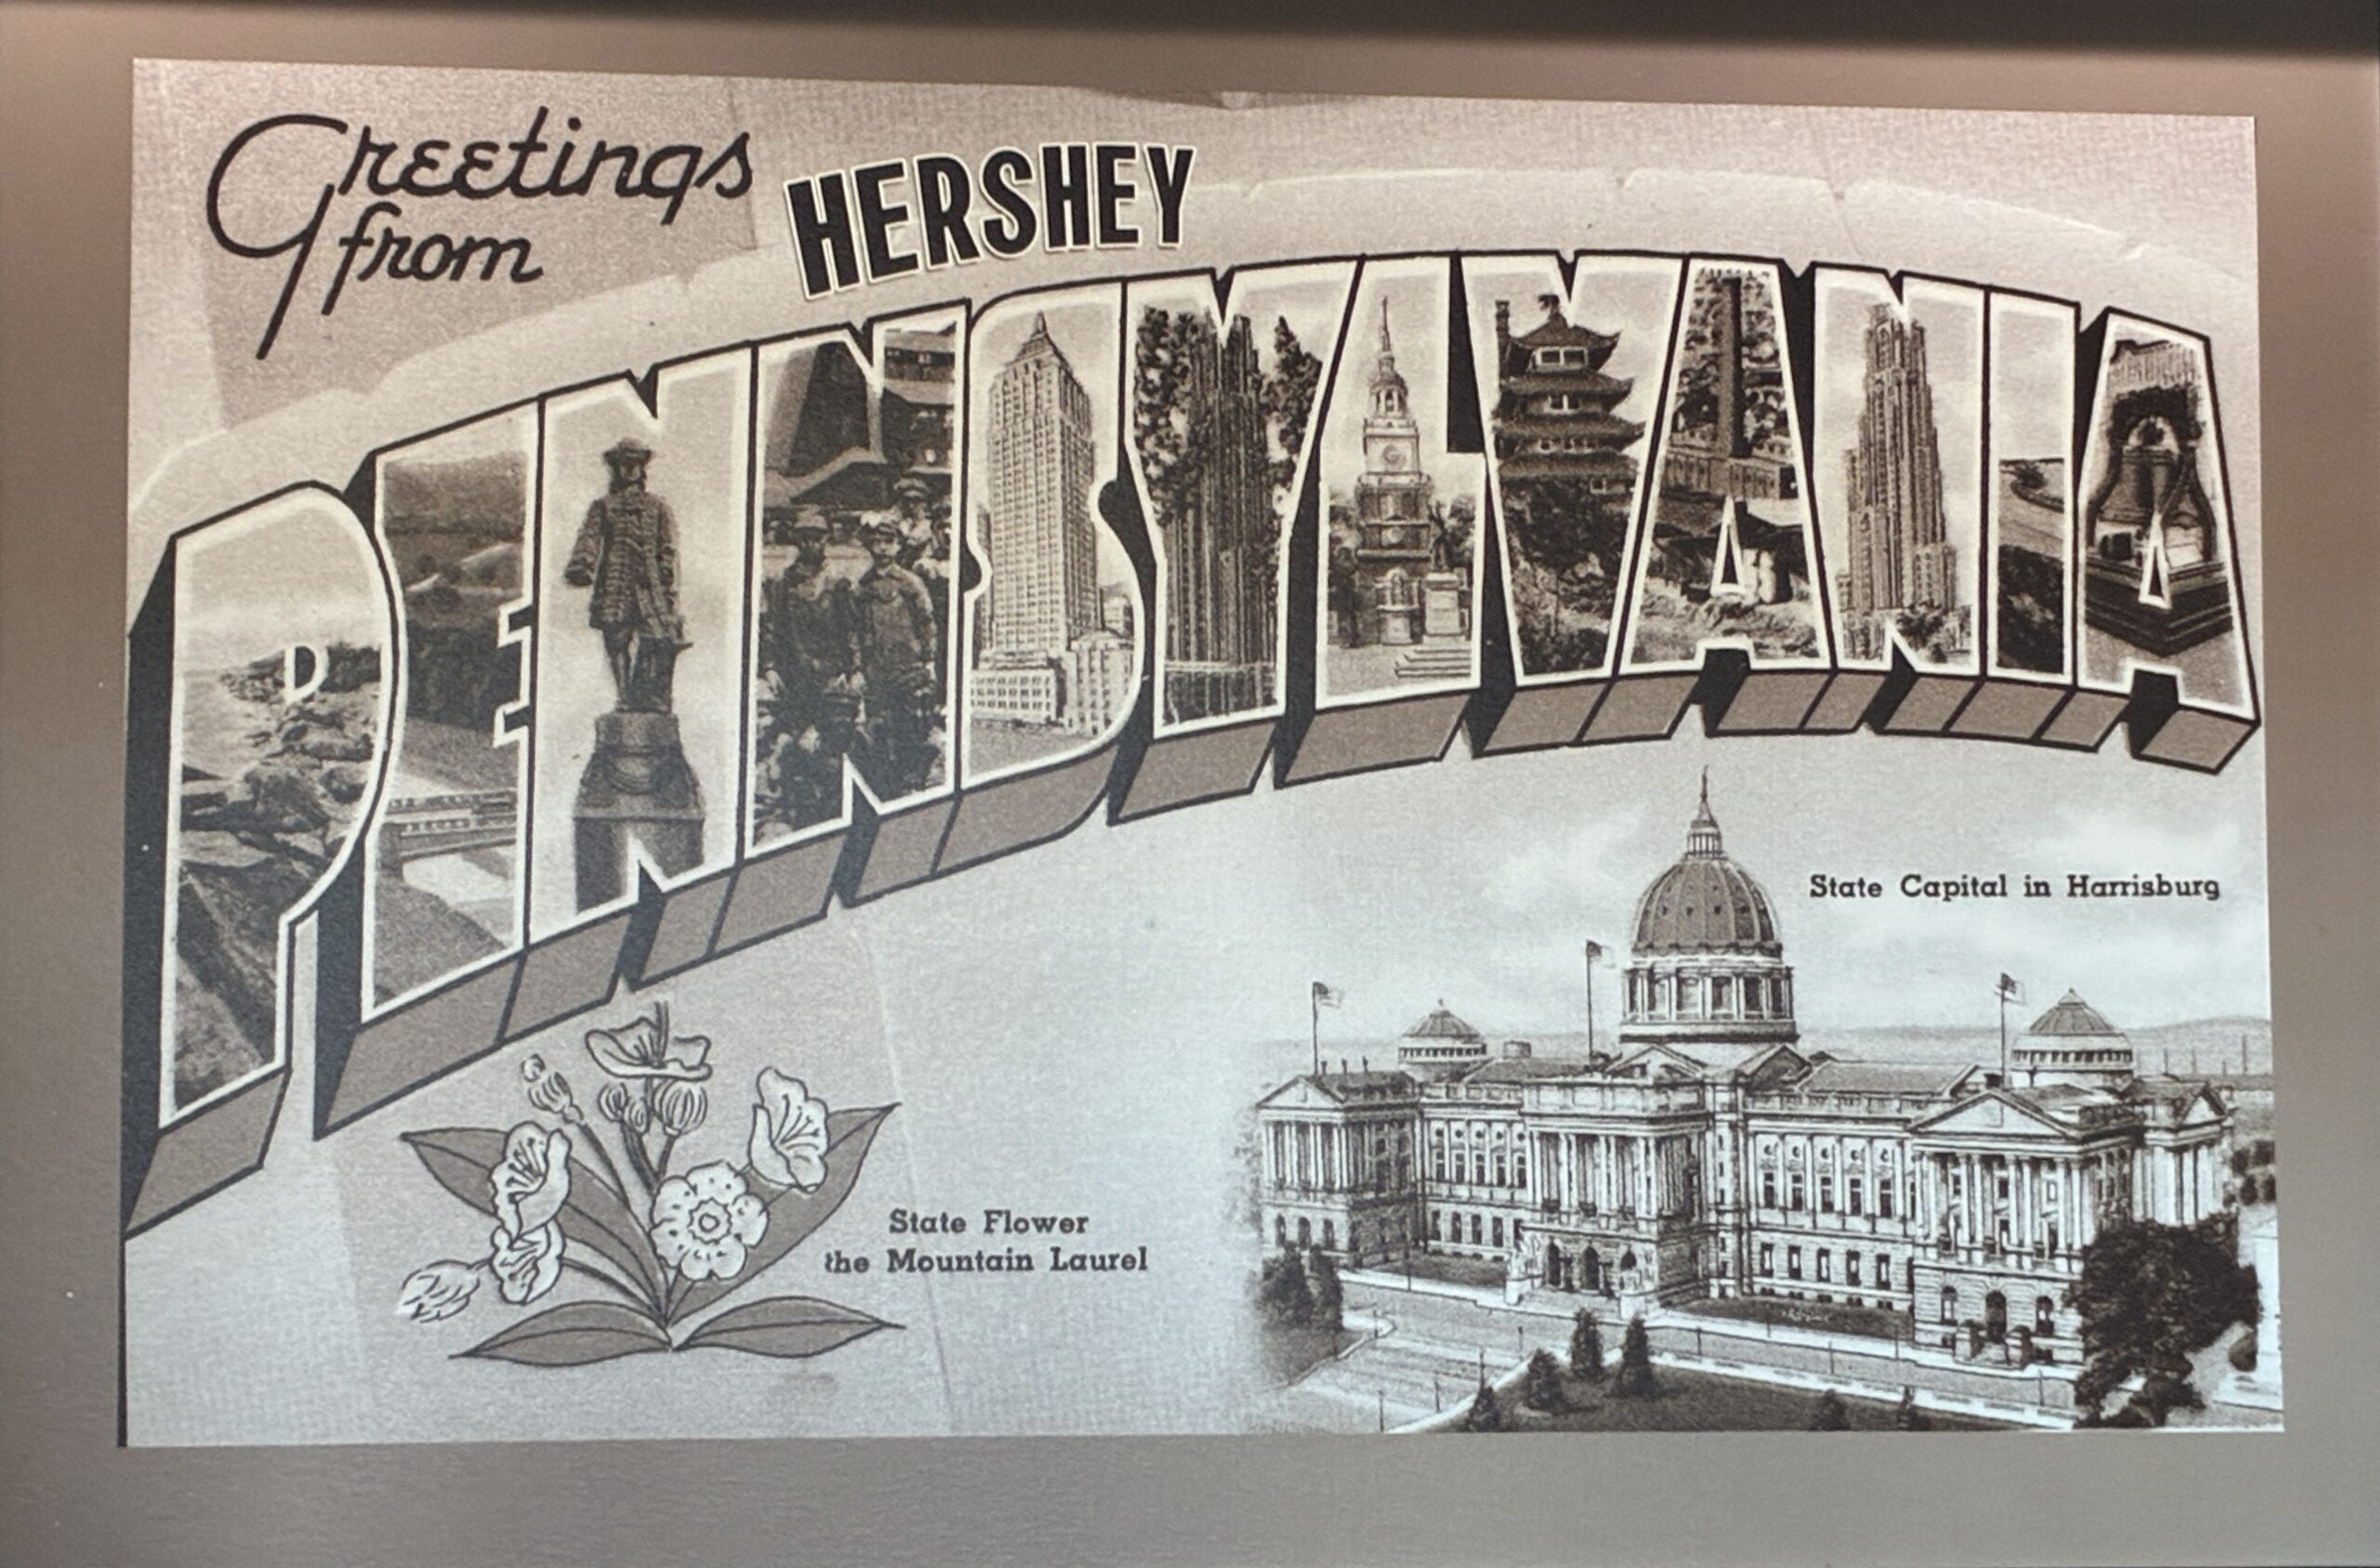 Greetings
from
HERSHEY
PENNSYLVANIA
State Capital in Harrisburg
State Flower
the Mountain Laurel